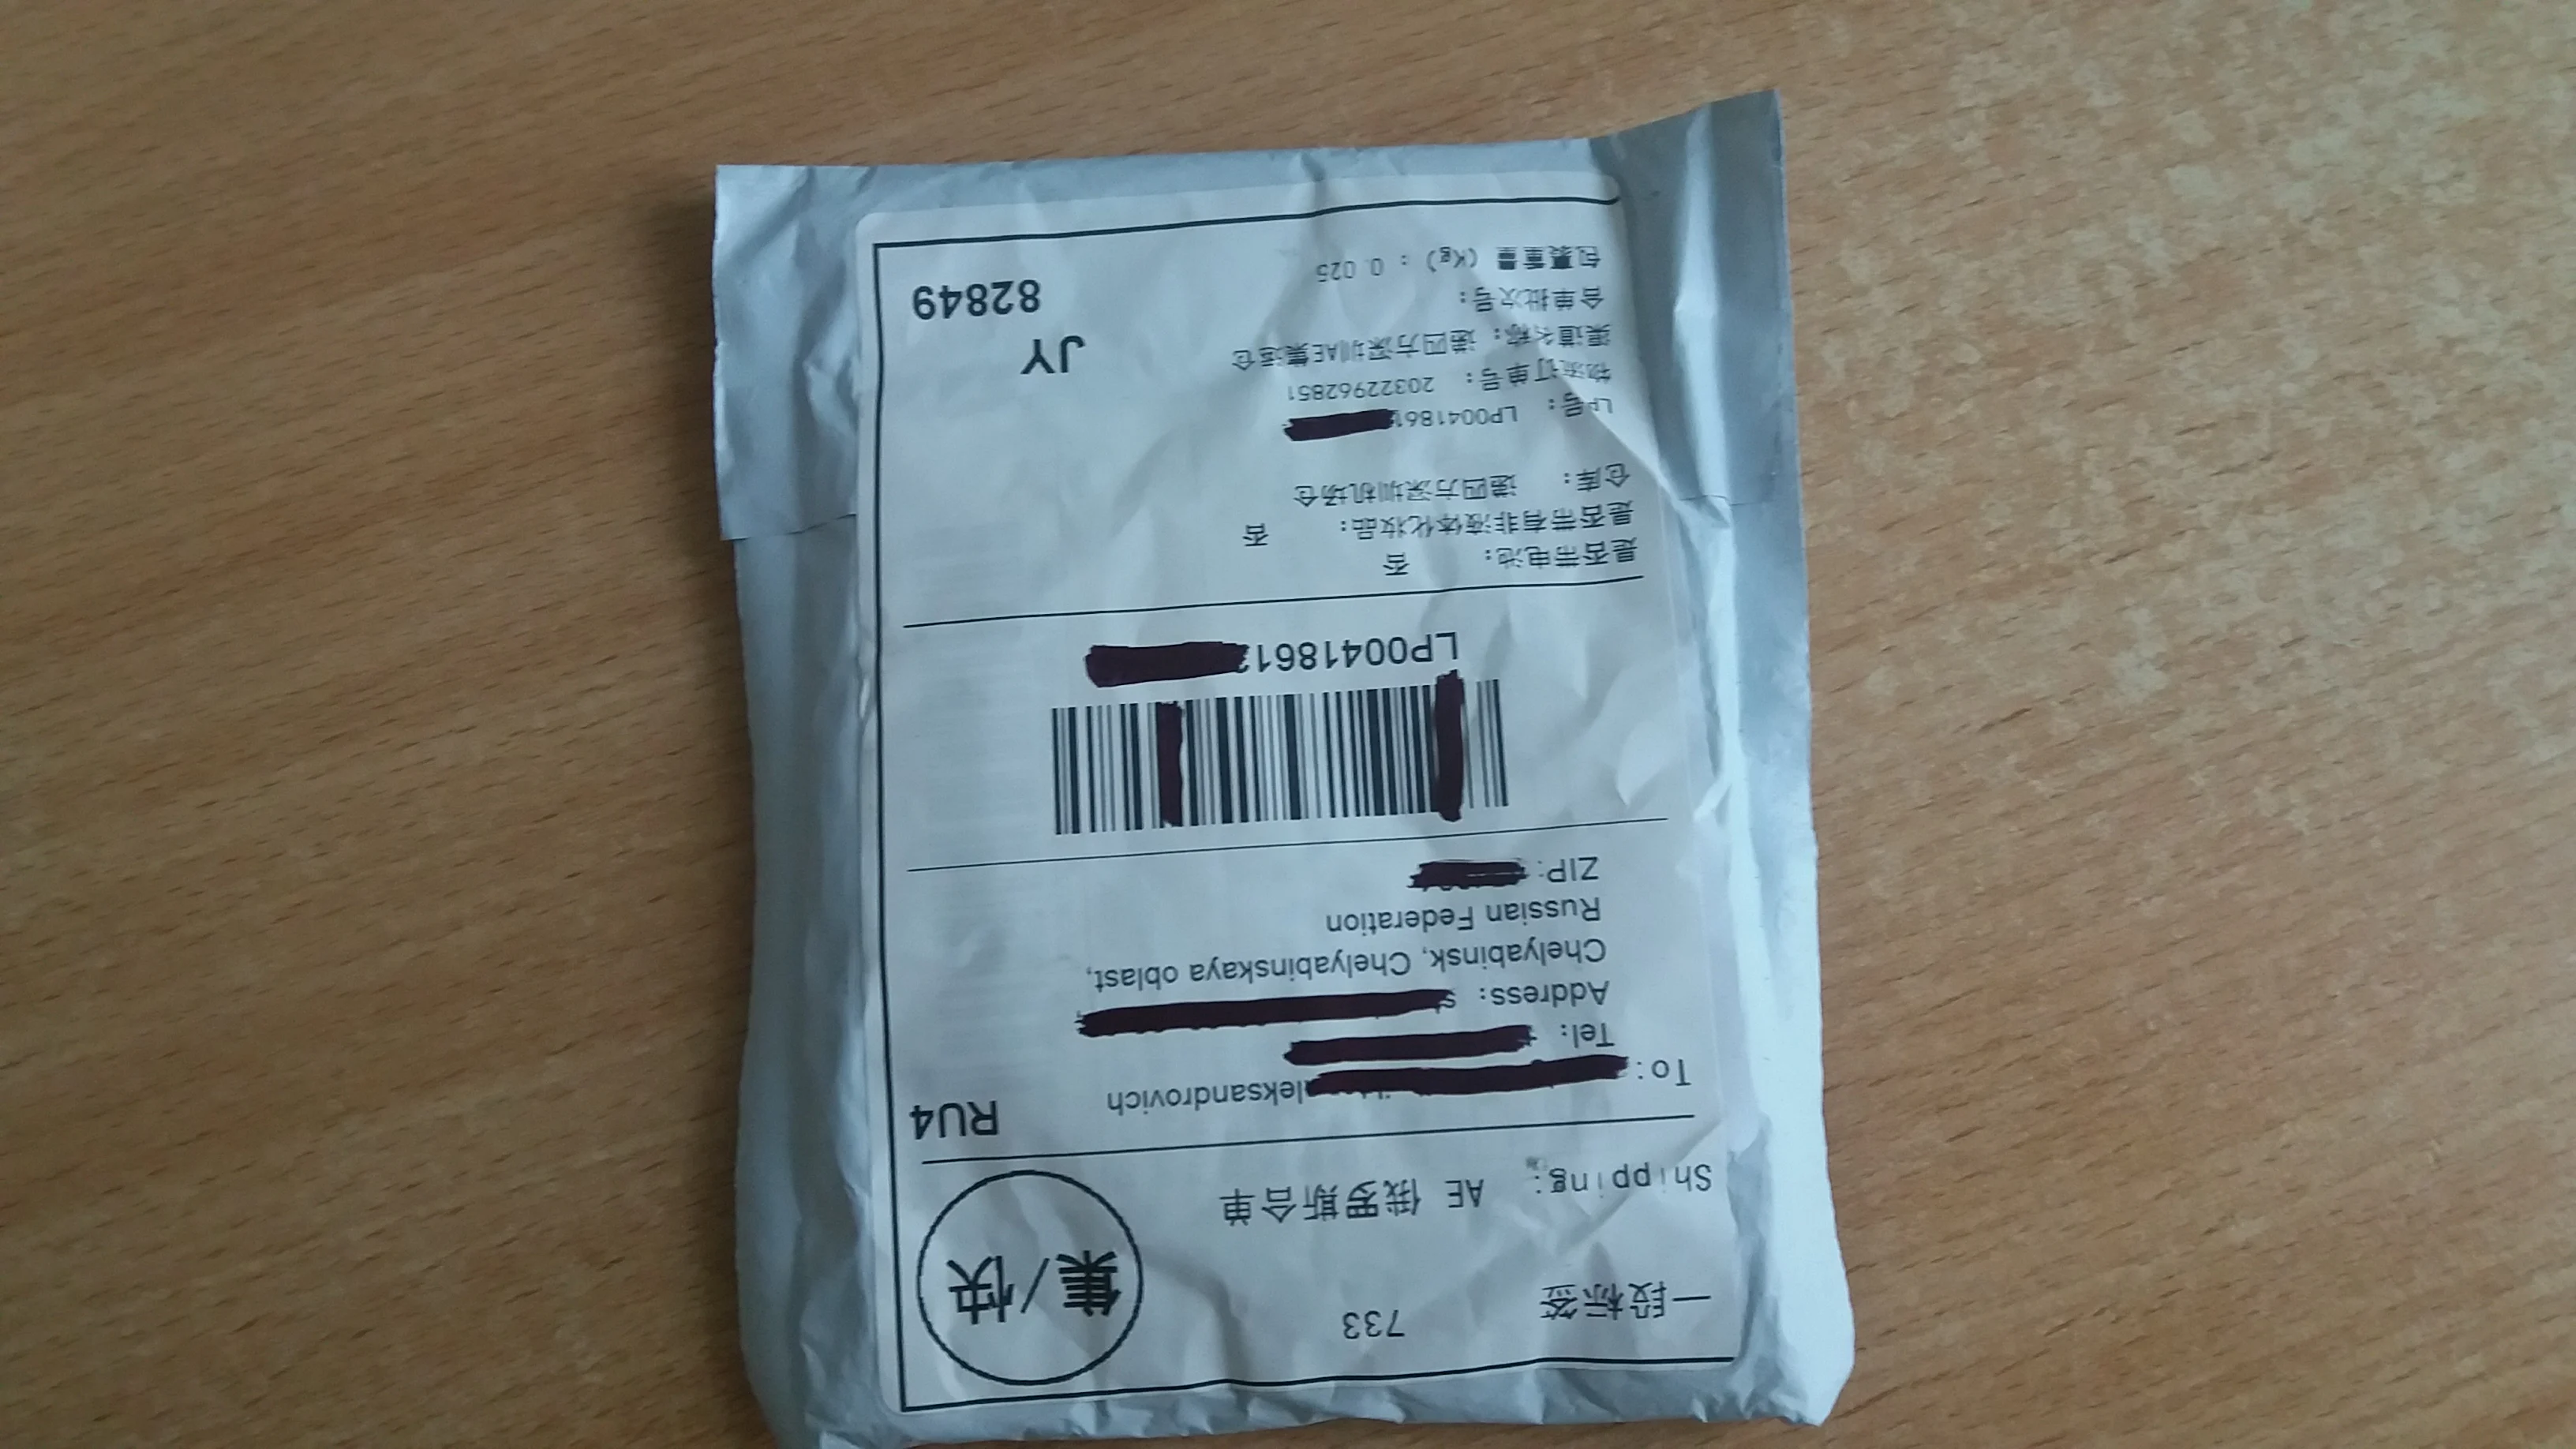 一段标签 733
集/快
Shipping: AE 俄罗斯合单
RU4
To: leksandrovich
Tel:
Address: s
Chelyabinsk, Chelyabinskaya oblast,
Russian Federation
ZIP:
LP00418613
是否带电池: 否
是否带有非液体化妆品: 否
仓库: 递四方深圳机场仓
LP号: LP0041861
物流订单号: 20322962851
渠道名称: 递四方深圳AE集运仓
合单批次号:
包裹重量 (Kg) : 0.025
JY
82849